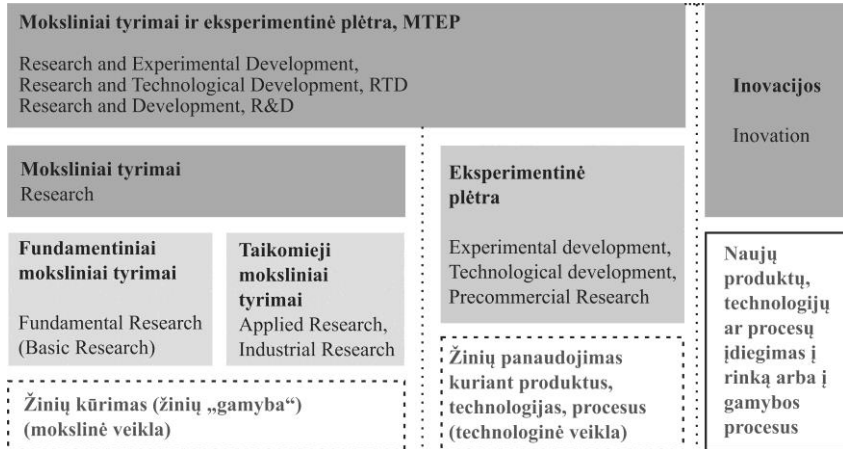 Moksliniai tyrimai ir eksperimentinė plėtra, MTEP
Research and Experimental Development,
Research and Technological Development, RTD
Research and Development, R&D
Inovacijos
Inovation
Moksliniai tyrimai
Research
Eksperimentinė
plėtra
Experimental development,
Technological development,
Precommercial Research
Fundamentiniai
moksliniai tyrimai
Fundamental Research
(Basic Research)
Taikomieji
moksliniai
tyrimai
Applied Research,
Industrial Research
Naujų
produktų,
technologijų
ar procesų
įdiegimas į
rinką arba į
gamybos
procesus
Žinių kūrimas (žinių „gamyba“)
(mokslinė veikla)
Žinių panaudojimas
kuriant produktus,
technologijas, procesus
(technologinė veikla)